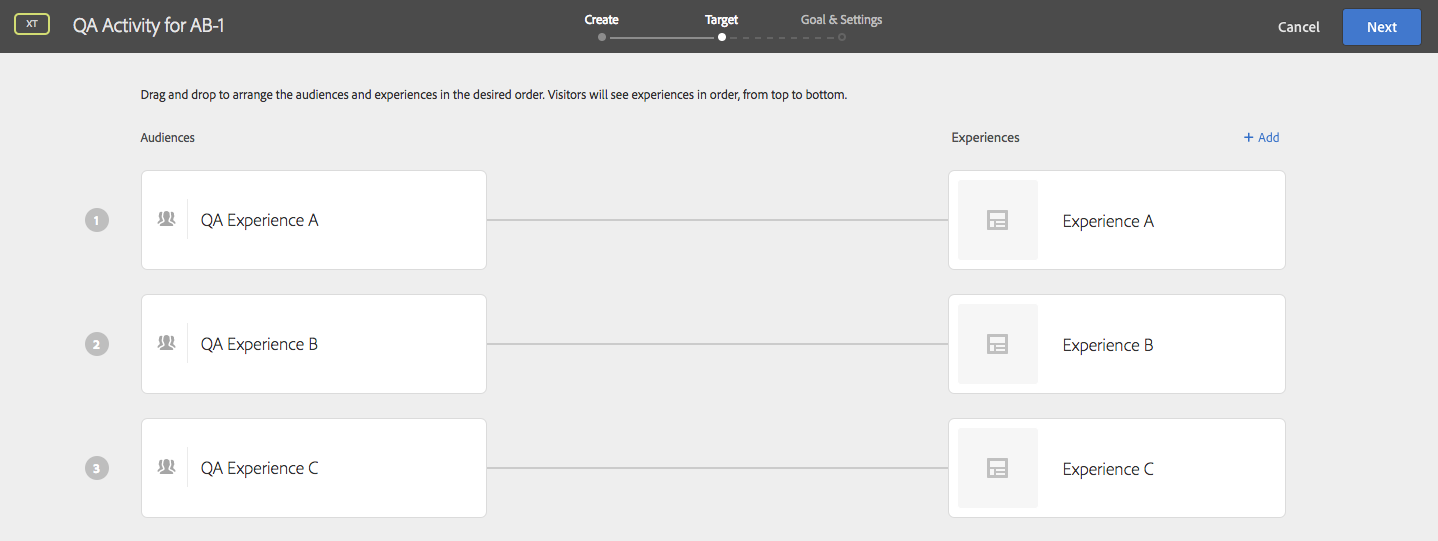 XT
QA Activity for AB-1
Create
Target
Goal & Settings
Cancel
Next
Drag and drop to arrange the audiences and experiences in the desired order. Visitors will see experiences in order, from top to bottom.
Audiences
Experiences
+ Add
1
QA Experience A
Experience A
2
QA Experience B
Experience B
3
QA Experience C
Experience C